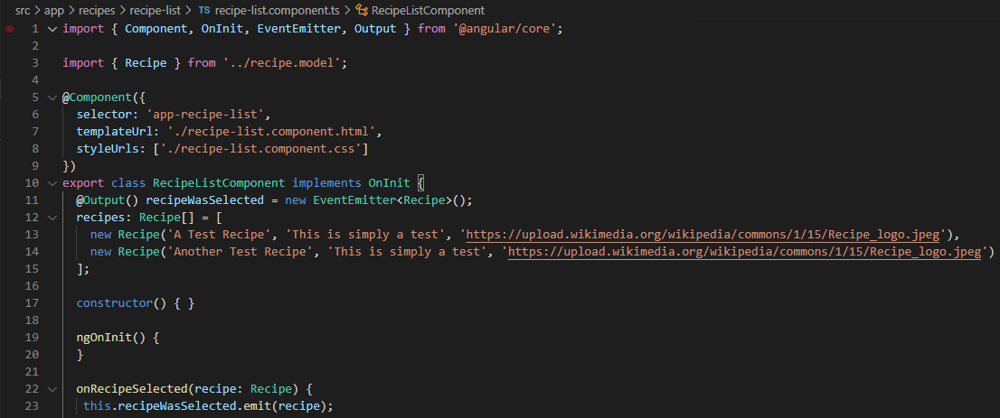 src > app > recipes > recipe-list > TS recipe-list.component.ts > RecipeListComponent
1 import { Component, OnInit, EventEmitter, Output } from '@angular/core';
2
3 import { Recipe } from '../recipe.model';
4
5 @Component({
6   selector: 'app-recipe-list',
7   templateUrl: './recipe-list.component.html',
8   styleUrls: ['./recipe-list.component.css']
9 })
10 export class RecipeListComponent implements OnInit {
11   @Output() recipeWasSelected = new EventEmitter<Recipe>();
12   recipes: Recipe[] = [
13     new Recipe('A Test Recipe', 'This is simply a test', 'https://upload.wikimedia.org/wikipedia/commons/1/15/Recipe_logo.jpeg'),
14     new Recipe('Another Test Recipe', 'This is simply a test', 'https://upload.wikimedia.org/wikipedia/commons/1/15/Recipe_logo.jpeg')
15   ];
16
17   constructor() { }
18
19   ngOnInit() {
20   }
21
22   onRecipeSelected(recipe: Recipe) {
23    this.recipeWasSelected.emit(recipe);